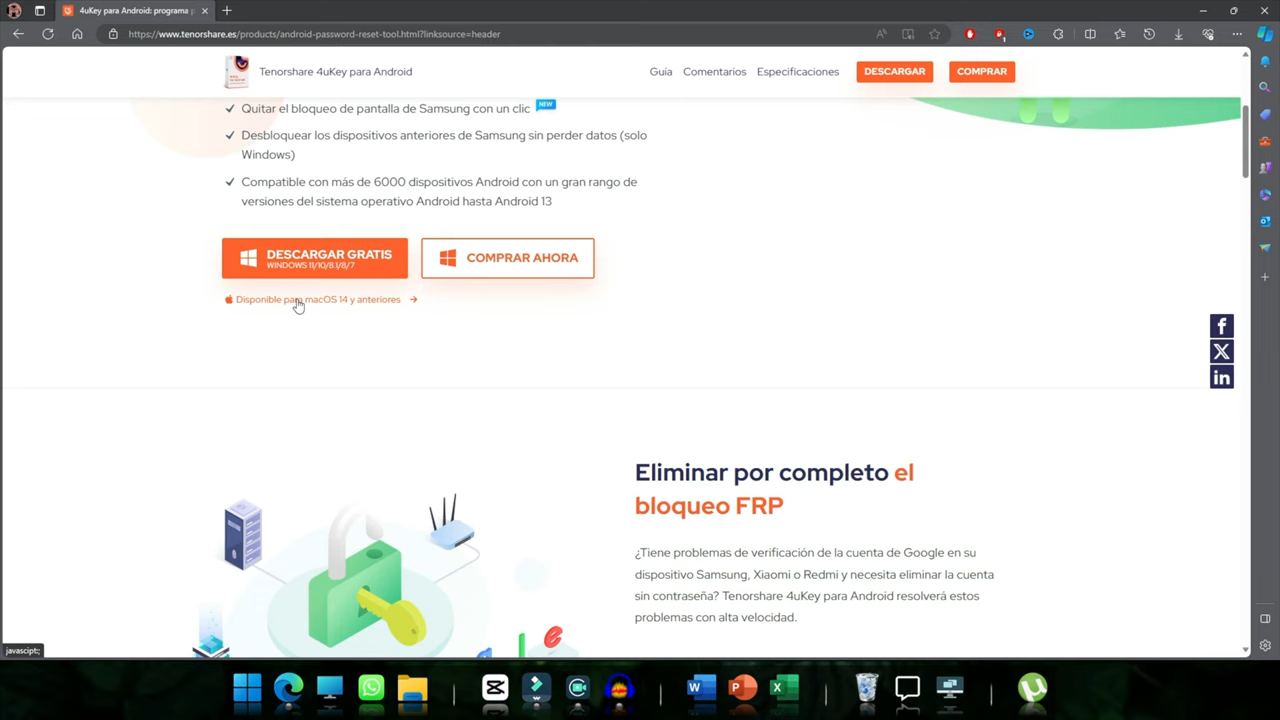 4uKey para Android: programa p
https://www.tenorshare.es/products/android-password-reset-tool.html?linksource=header
Tenorshare 4uKey para Android
Guía
Comentarios
Especificaciones
DESCARGAR
COMPRAR
Quitar el bloqueo de pantalla de Samsung con un clic NEW
Desbloquear los dispositivos anteriores de Samsung sin perder datos (solo
Windows)
Compatible con más de 6000 dispositivos Android con un gran rango de
versiones del sistema operativo Android hasta Android 13
DESCARGAR GRATIS
WINDOWS 11/10/8.1/8/7
COMPRAR AHORA
Disponible para macOS 14 y anteriores
Eliminar por completo el
bloqueo FRP
¿Tiene problemas de verificación de la cuenta de Google en su
dispositivo Samsung, Xiaomi o Redmi y necesita eliminar la cuenta
sin contraseña? Tenorshare 4uKey para Android resolverá estos
problemas con alta velocidad.
javascript:;